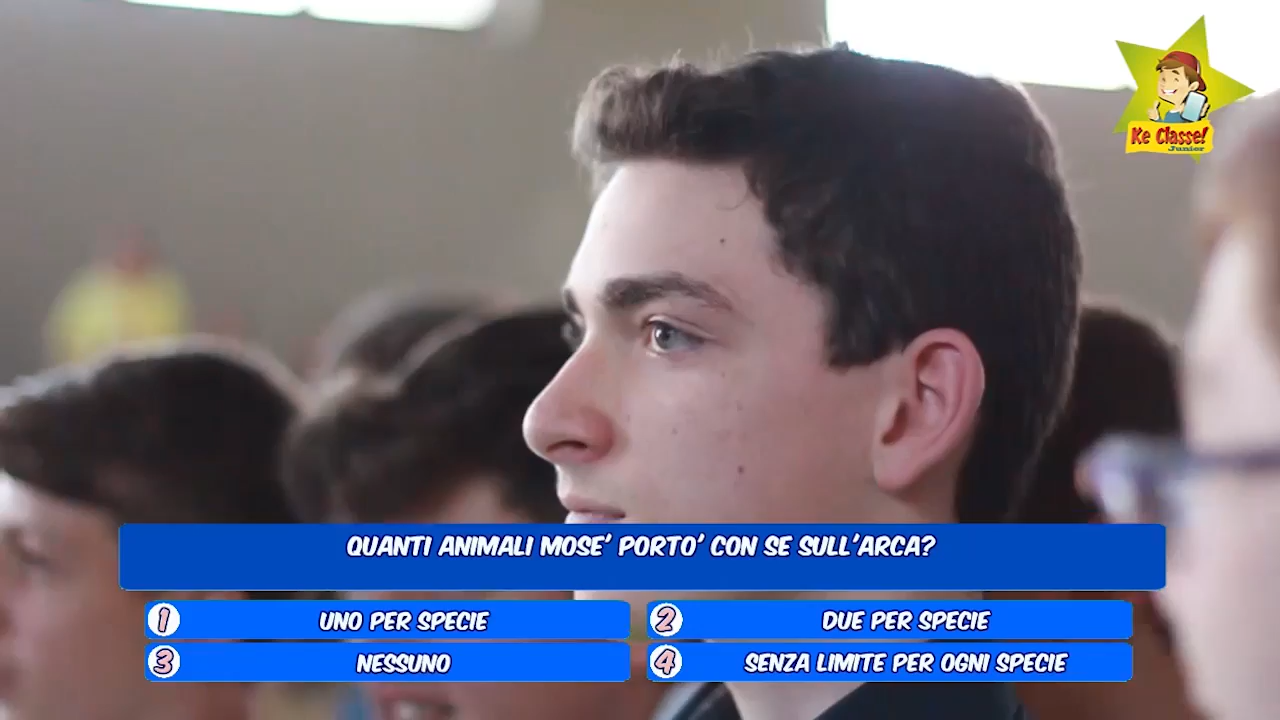 Ke Classe!
Junior
QUANTI ANIMALI MOSE' PORTO' CON SE SULL'ARCA?
1 UNO PER SPECIE
2 DUE PER SPECIE
3 NESSUNO
4 SENZA LIMITE PER OGNI SPECIE